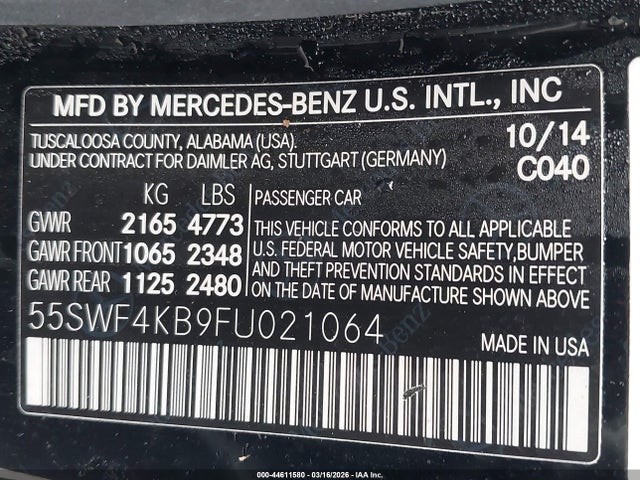 MFD BY MERCEDES-BENZ U.S. INTL., INC
TUSCALOOSA COUNTY, ALABAMA (USA). 10/14
UNDER CONTRACT FOR DAIMLER AG, STUTTGART (GERMANY) C040
KG LBS
GVWR 2165 4773
GAWR FRONT 1065 2348
GAWR REAR 1125 2480
PASSENGER CAR
THIS VEHICLE CONFORMS TO ALL APPLICABLE
U.S. FEDERAL MOTOR VEHICLE SAFETY,BUMPER
AND THEFT PREVENTION STANDARDS IN EFFECT
ON THE DATE OF MANUFACTURE SHOWN ABOVE
55SWF4KB9FU021064
MADE IN USA
000-44611580 - 03/16/2026 - IAA Inc.